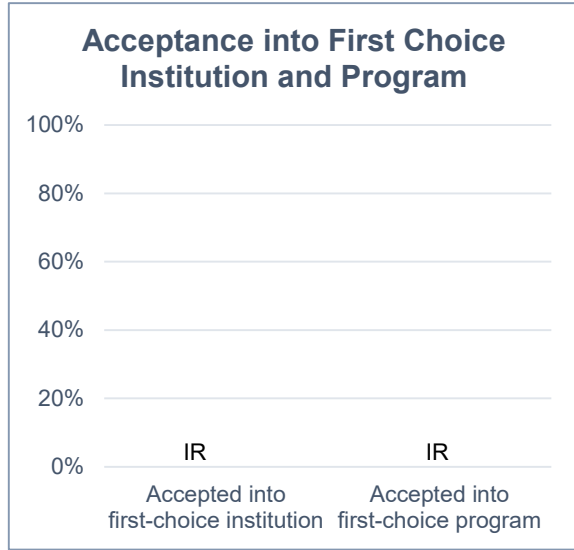 Acceptance into First Choice
Institution and Program
100%
80%
60%
40%
20%
0%
IR
IR
Accepted into
first-choice institution
Accepted into
first-choice program